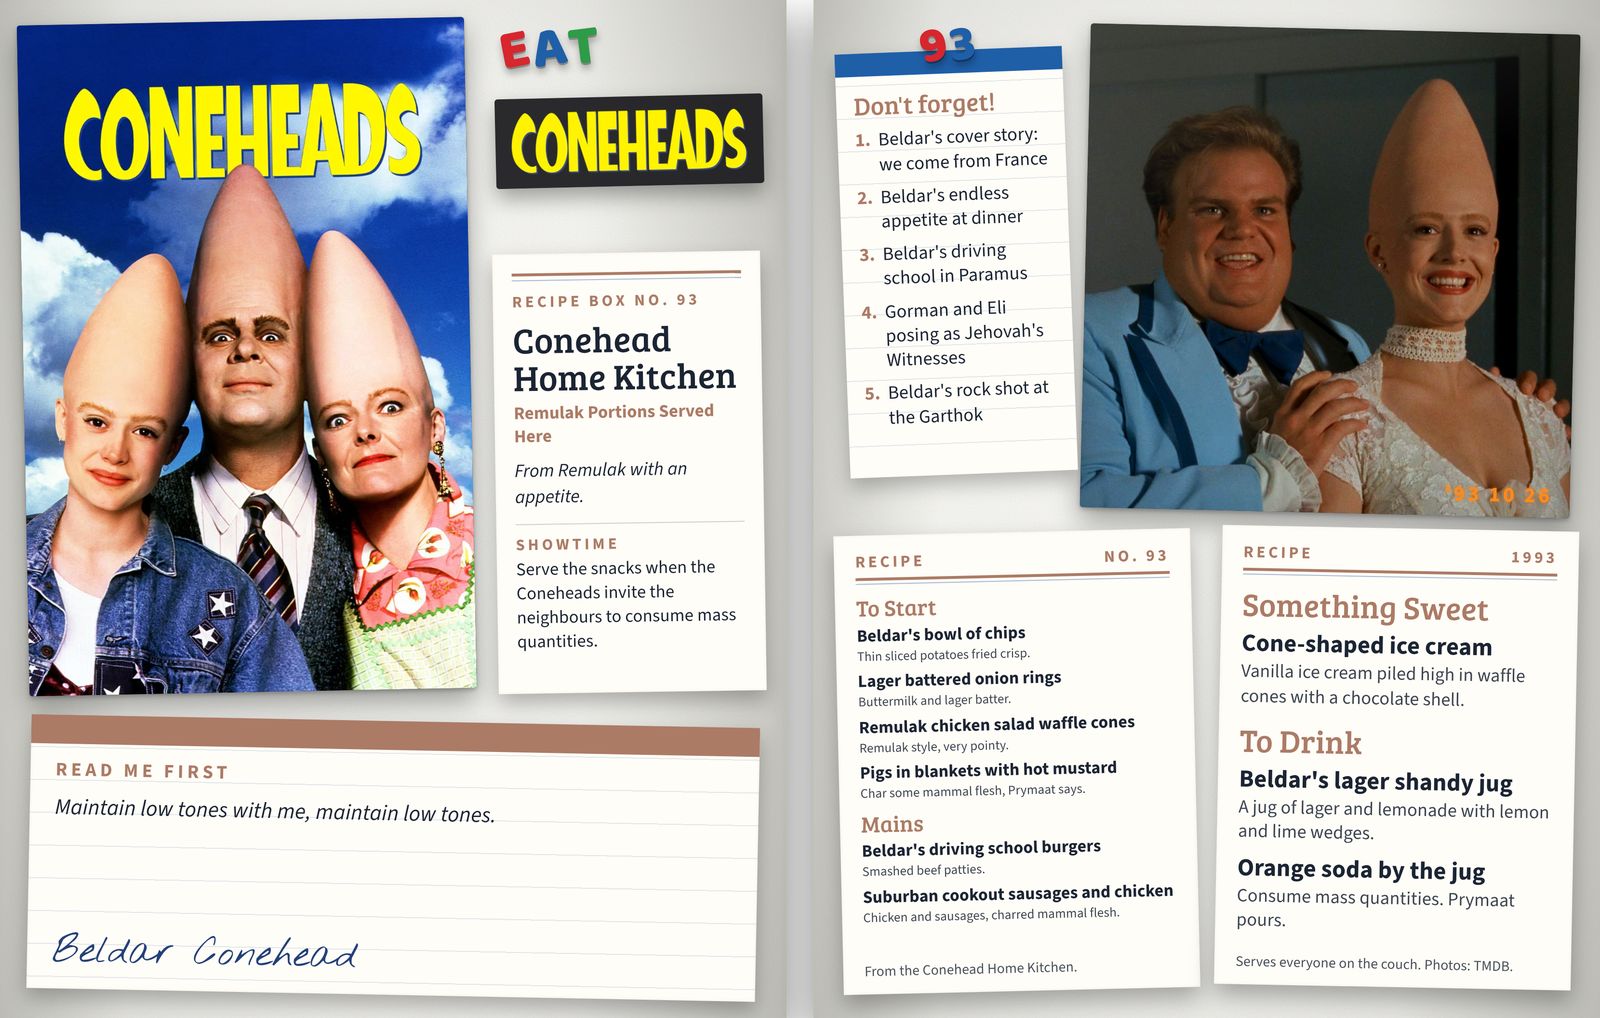 CONEHEADS
EAT
CONEHEADS
RECIPE BOX NO. 93
Conehead
Home Kitchen
Remulak Portions Served
Here
From Remulak with an
appetite.
SHOWTIME
Serve the snacks when the
Coneheads invite the
neighbours to consume mass
quantities.
READ ME FIRST
Maintain low tones with me, maintain low tones.
Beldar Conehead
93
Don't forget!
1. Beldar's cover story:
we come from France
2. Beldar's endless
appetite at dinner
3. Beldar's driving
school in Paramus
4. Gorman and Eli
posing as Jehovah's
Witnesses
5. Beldar's rock shot at
the Garthok
'93 10 26
RECIPE NO. 93
To Start
Beldar's bowl of chips
Thin sliced potatoes fried crisp.
Lager battered onion rings
Buttermilk and lager batter.
Remulak chicken salad waffle cones
Remulak style, very pointy.
Pigs in blankets with hot mustard
Char some mammal flesh, Prymaat says.
Mains
Beldar's driving school burgers
Smashed beef patties.
Suburban cookout sausages and chicken
Chicken and sausages, charred mammal flesh.
From the Conehead Home Kitchen.
RECIPE 1993
Something Sweet
Cone-shaped ice cream
Vanilla ice cream piled high in waffle
cones with a chocolate shell.
To Drink
Beldar's lager shandy jug
A jug of lager and lemonade with lemon
and lime wedges.
Orange soda by the jug
Consume mass quantities. Prymaat
pours.
Serves everyone on the couch. Photos: TMDB.